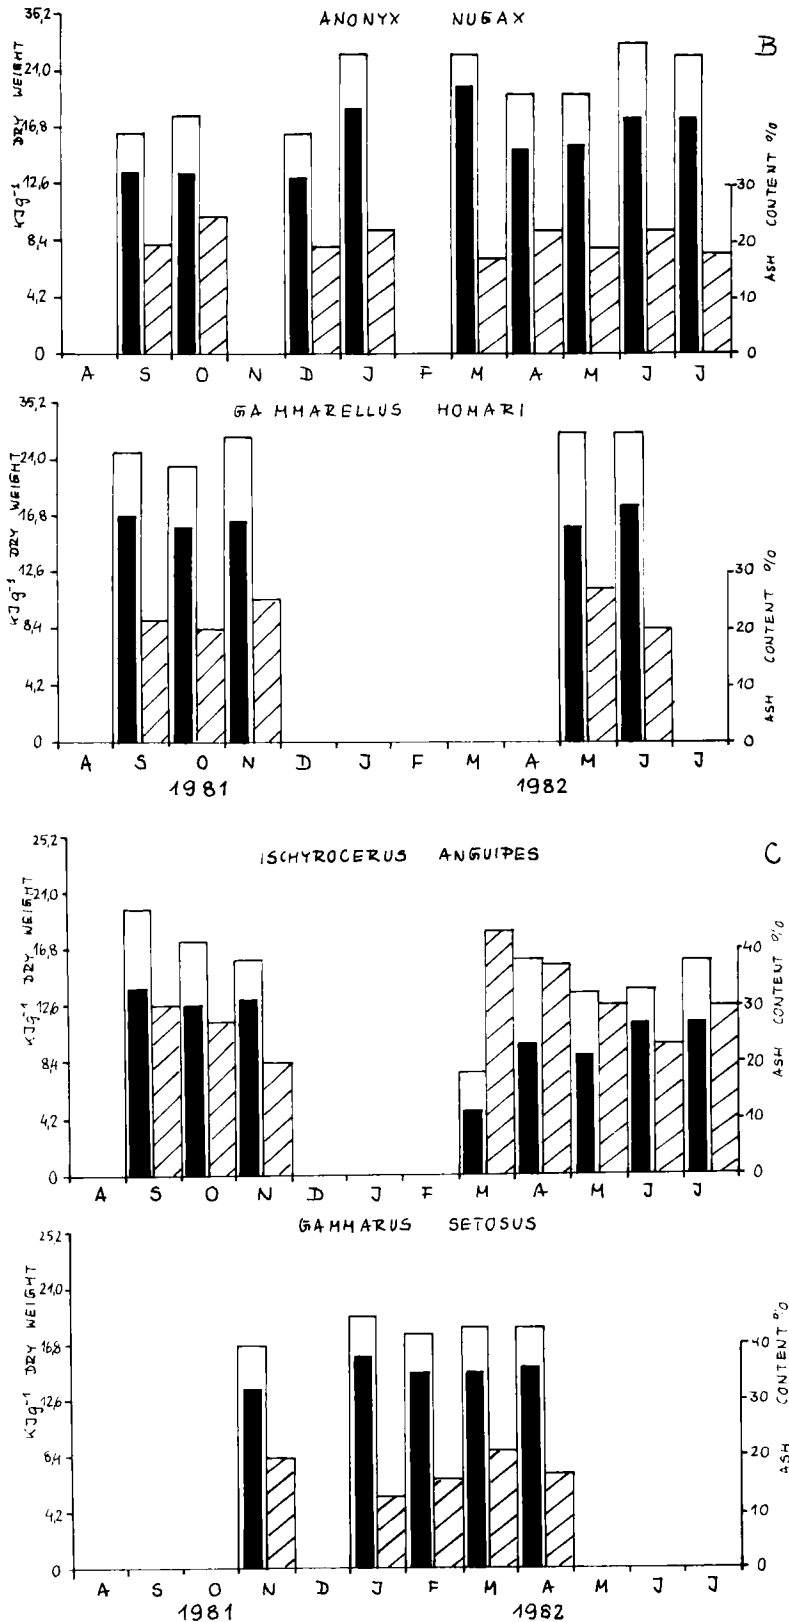 ANONYX NUGAX
B
KJg⁻¹ DRY WEIGHT
36,2
21,0
16,8
12,6
8,4
4,2
0
ASH CONTENT %
30
20
10
0
A S O N D J F M A M J J
GAMMARELLUS HOMARI
KJg⁻¹ DRY WEIGHT
35,2
21,0
16,8
12,6
8,4
4,2
0
ASH CONTENT %
30
20
10
0
A S O N D J F M A M J J
1981 1982
ISCHYROCERUS ANGUIPES
C
KJg⁻¹ DRY WEIGHT
25,2
21,0
16,8
12,6
8,4
4,2
0
ASH CONTENT %
40
30
20
10
0
A S O N D J F M A M J J
GAMMARUS SETOSUS
KJg⁻¹ DRY WEIGHT
25,2
21,0
16,8
12,6
8,4
4,2
0
ASH CONTENT %
40
30
20
10
0
A S O N D J F M A M J J
1981 1982